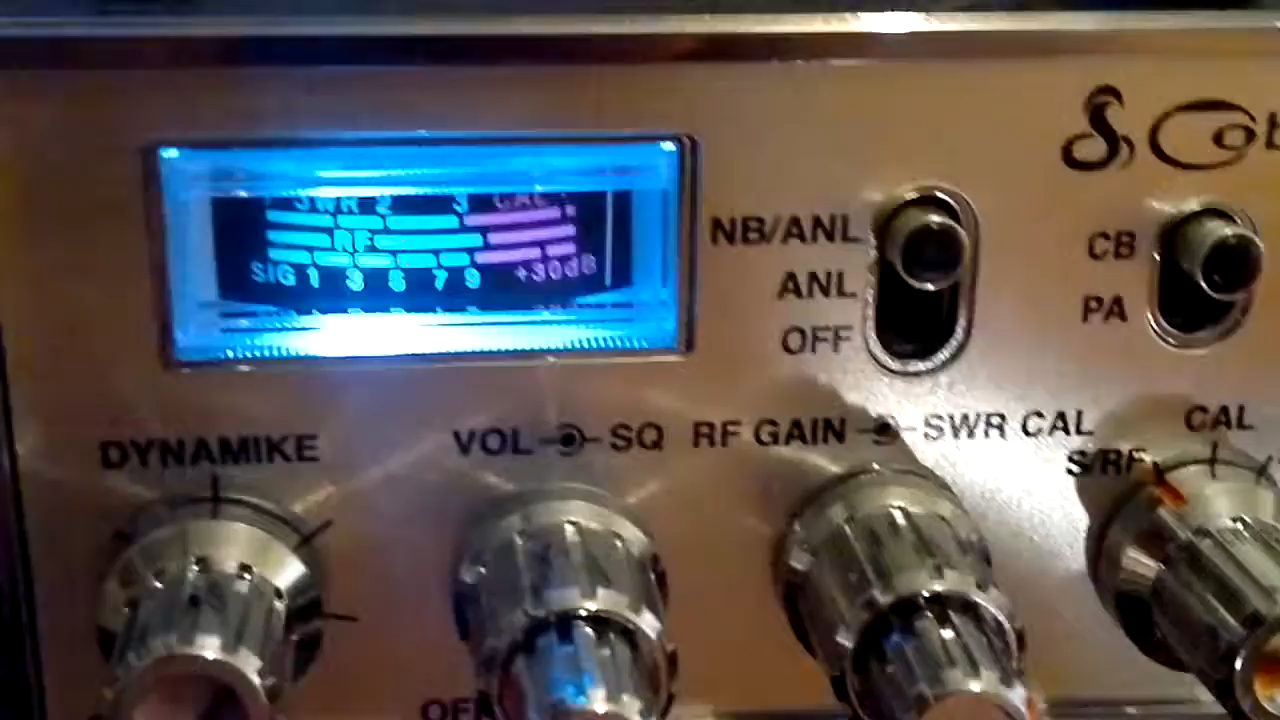 SWR 2 3 CAL
RF
SIG 1 3 5 7 9 +30dB
NB/ANL
ANL
OFF
CB
PA
DYNAMIKE
VOL SQ
RF GAIN SWR CAL
S/RF
CAL